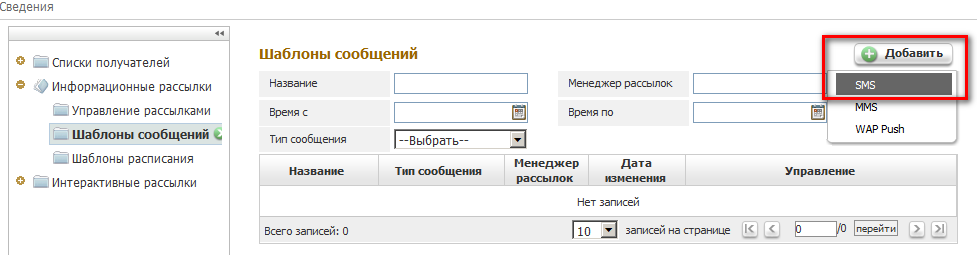 Сведения
Списки получателей
Информационные рассылки
Управление рассылками
Шаблоны сообщений
Шаблоны расписания
Интерактивные рассылки
Шаблоны сообщений
Добавить
SMS
MMS
WAP Push
Название
Менеджер рассылок
Время с
Время по
Тип сообщения
--Выбрать--
Название Тип сообщения Менеджер рассылок Дата изменения Управление
Нет записей
Всего записей: 0 10 записей на странице 0 /0 перейти